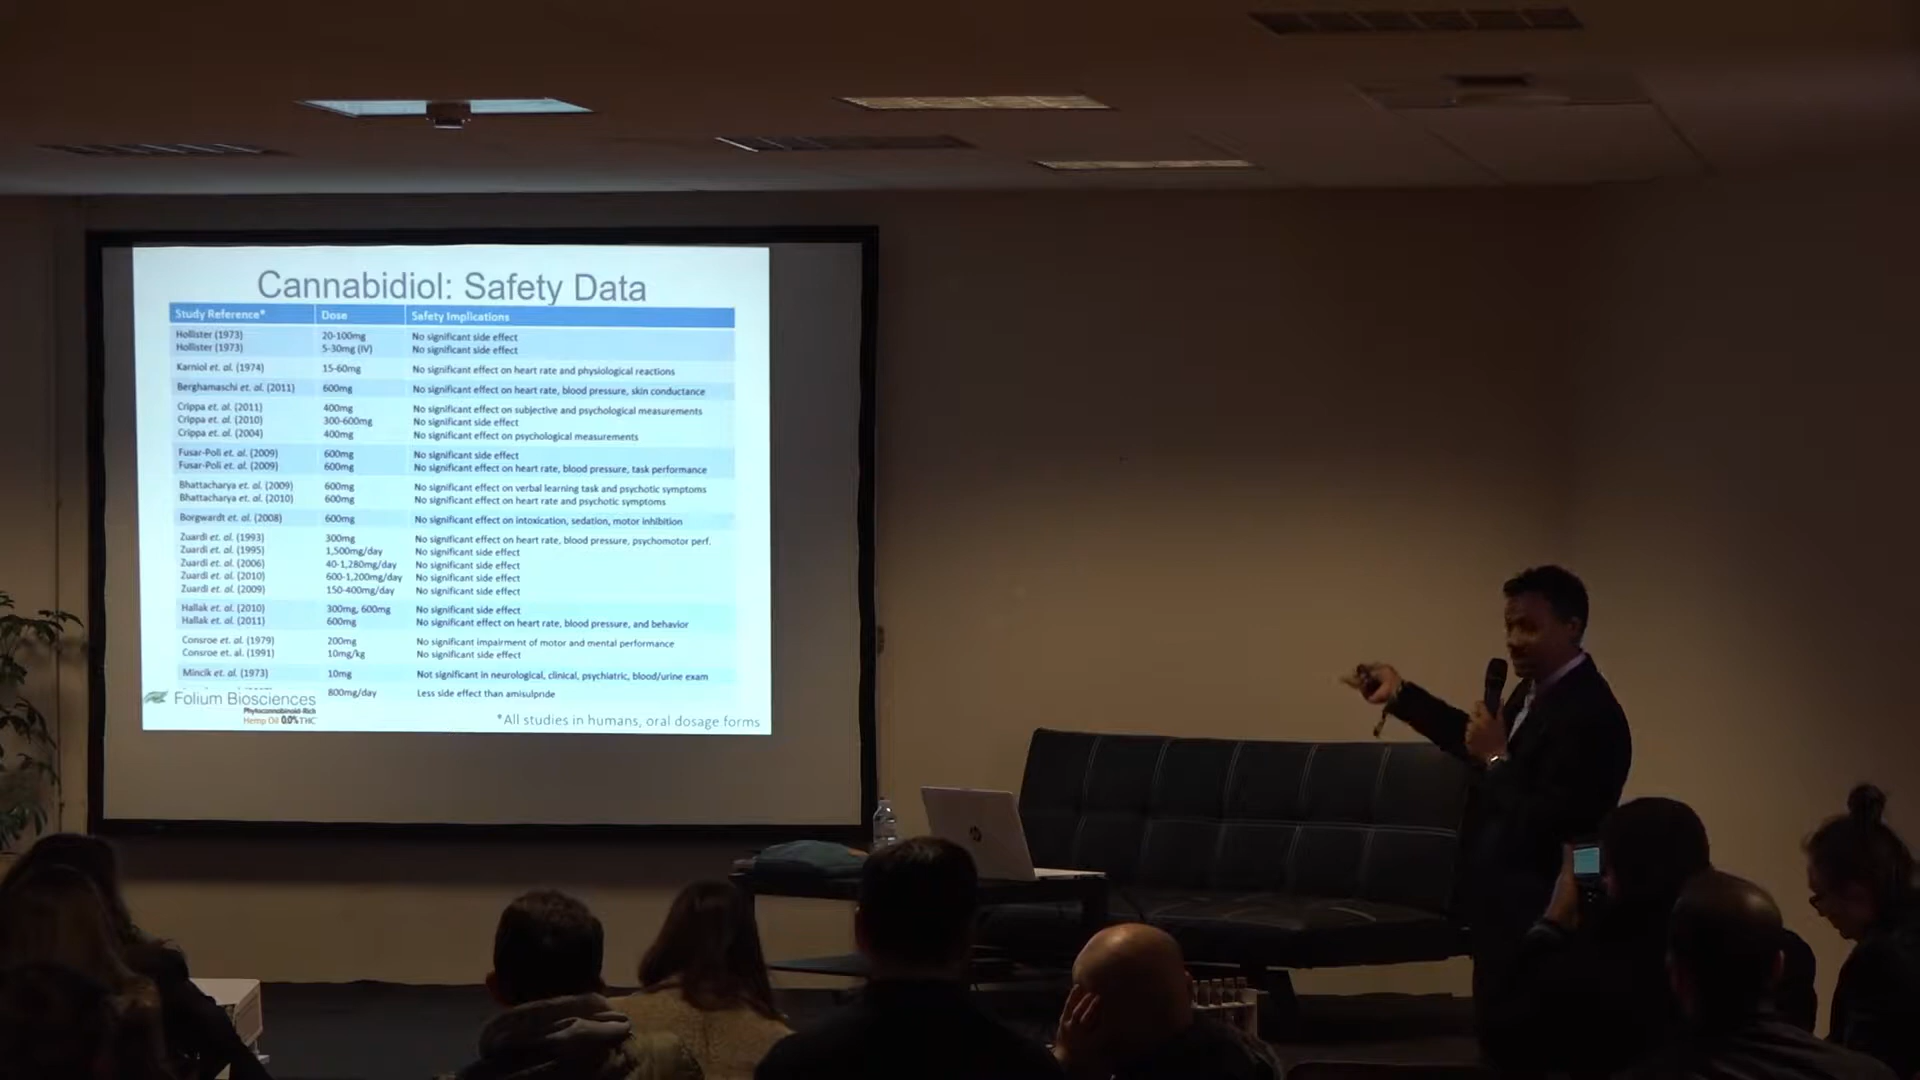 Cannabidiol: Safety Data
Study Reference* Dose Safety Implications
Hollister (1973) 20-100mg No significant side effect
Hollister (1973) 5-30mg (IV) No significant side effect
Karniol et. al. (1974) 15-60mg No significant effect on heart rate and physiological reactions
Berghamaschi et. al. (2011) 600mg No significant effect on heart rate, blood pressure, skin conductance
Crippa et. al. (2011) 400mg No significant effect on subjective and psychological measurements
Crippa et. al. (2010) 300-600mg No significant side effect
Crippa et. al. (2004) 400mg No significant effect on psychological measurements
Fusar-Poli et. al. (2009) 600mg No significant side effect
Fusar-Poli et. al. (2009) 600mg No significant effect on heart rate, blood pressure, task performance
Bhattacharya et. al. (2009) 600mg No significant effect on verbal learning task and psychotic symptoms
Bhattacharya et. al. (2010) 600mg No significant effect on heart rate and psychotic symptoms
Borgwardt et. al. (2008) 600mg No significant effect on intoxication, sedation, motor inhibition
Zuardi et. al. (1993) 300mg No significant effect on heart rate, blood pressure, psychomotor perf.
Zuardi et. al. (1995) 1,500mg/day No significant side effect
Zuardi et. al. (2006) 40-1,280mg/day No significant side effect
Zuardi et. al. (2010) 600-1,200mg/day No significant side effect
Zuardi et. al. (2009) 150-400mg/day No significant side effect
Hallak et. al. (2010) 300mg, 600mg No significant side effect
Hallak et. al. (2011) 600mg No significant effect on heart rate, blood pressure, and behavior
Consroe et. al. (1979) 200mg No significant impairment of motor and mental performance
Consroe et. al. (1991) 10mg/kg No significant side effect
Mincik et. al. (1973) 10mg Not significant in neurological, clinical, psychiatric, blood/urine exam
800mg/day Less side effect than amisulpride
Folium Biosciences
Phytocannabinoid-Rich
Hemp Oil 0.0% THC
*All studies in humans, oral dosage forms
hp